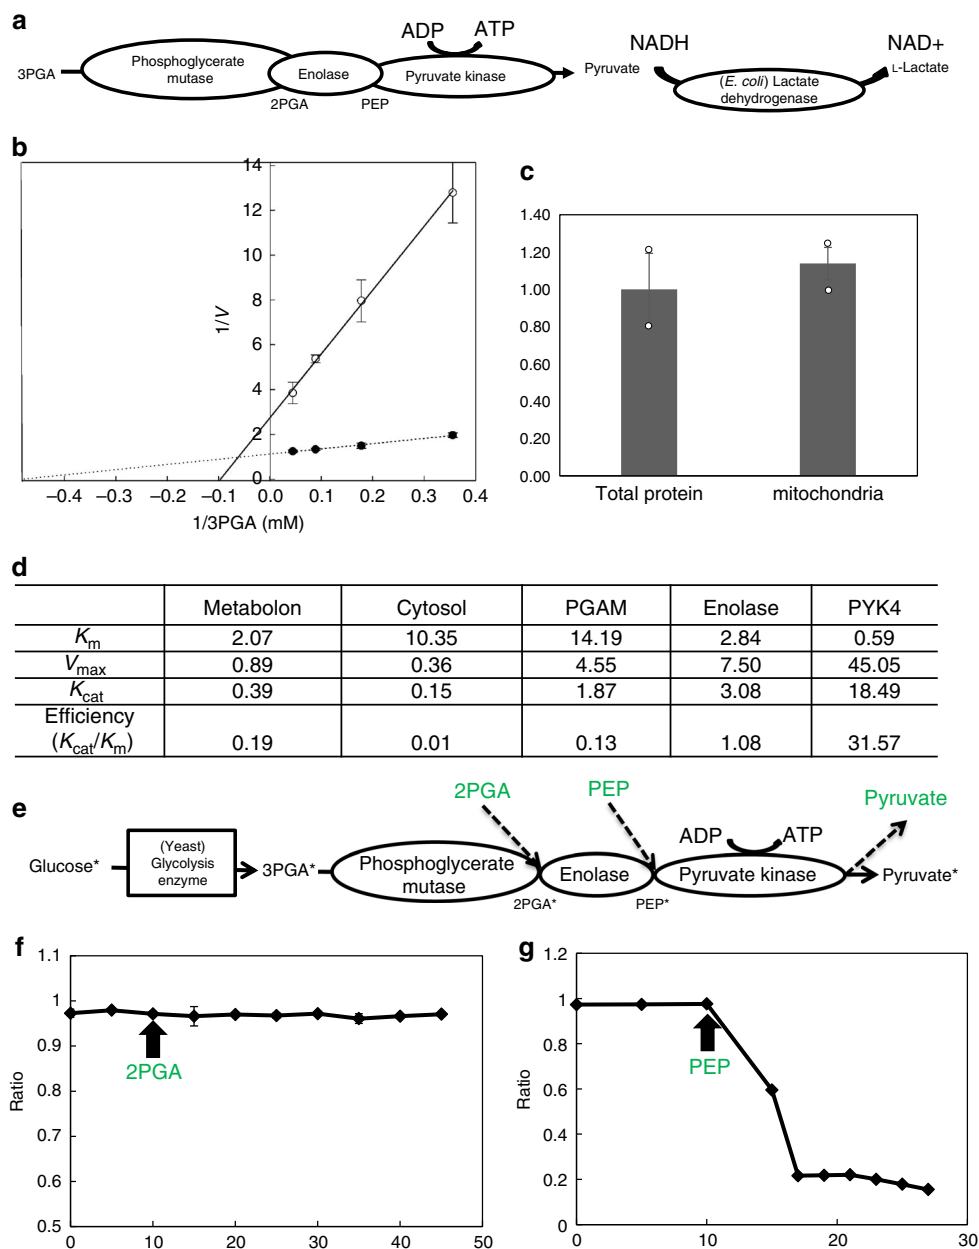 a
ADP ATP
NADH NAD+
3PGA Phosphoglycerate mutase Enolase Pyruvate kinase Pyruvate (E. coli) Lactate dehydrogenase L-Lactate
2PGA PEP
b
14
12
10
8
6
4
2
0
1/V
−0.4 −0.3 −0.2 −0.1 0.0 0.1 0.2 0.3 0.4
1/3PGA (mM)
c
1.40
1.20
1.00
0.80
0.60
0.40
0.20
0.00
Total protein mitochondria
d
Metabolon Cytosol PGAM Enolase PYK4
Km 2.07 10.35 14.19 2.84 0.59
Vmax 0.89 0.36 4.55 7.50 45.05
Kcat 0.39 0.15 1.87 3.08 18.49
Efficiency
(Kcat/Km) 0.19 0.01 0.13 1.08 31.57
e
2PGA PEP Pyruvate
ADP ATP
Glucose* (Yeast) Glycolysis enzyme 3PGA* Phosphoglycerate mutase Enolase Pyruvate kinase Pyruvate*
2PGA* PEP*
f
1.1
1
0.9
0.8
0.7
0.6
0.5
Ratio
2PGA
0 10 20 30 40 50
g
1.2
1
0.8
0.6
0.4
0.2
0
Ratio
PEP
0 10 20 30